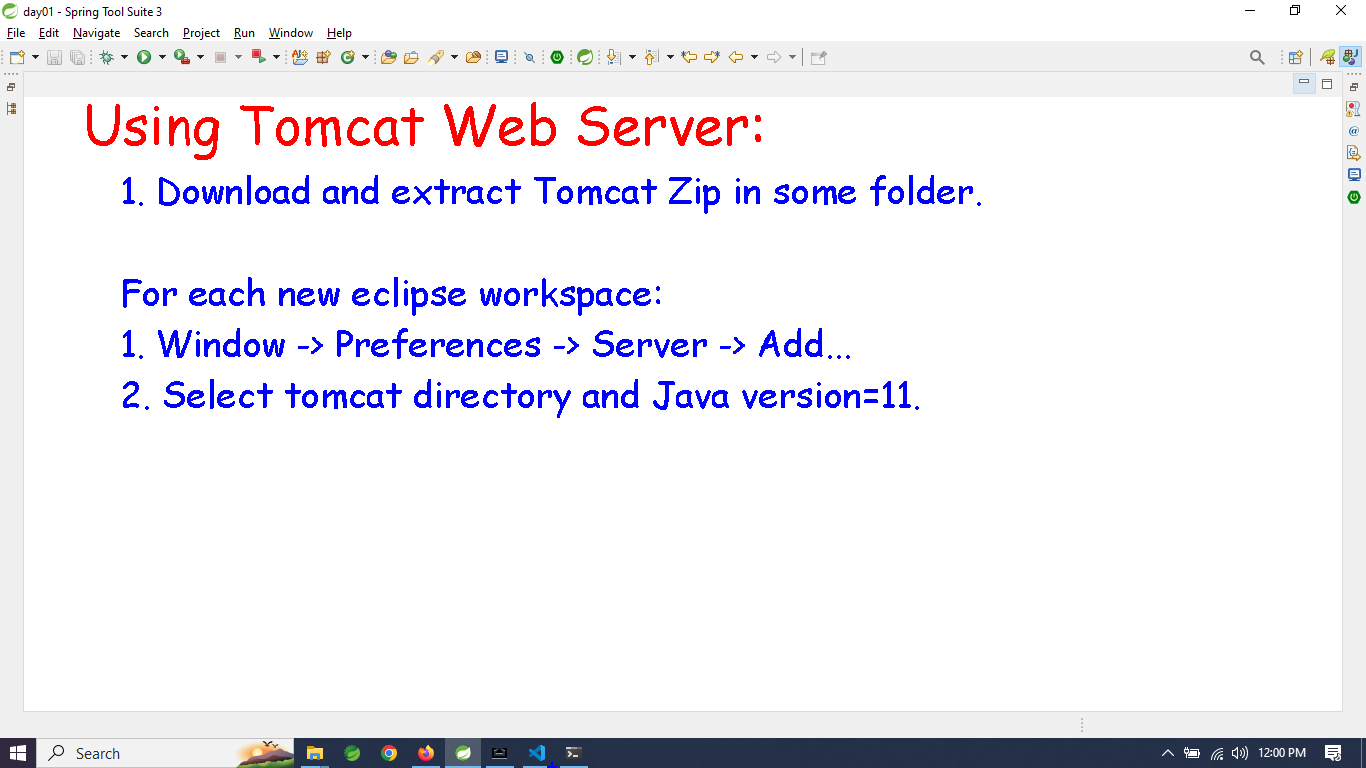 day01 - Spring Tool Suite 3
File Edit Navigate Search Project Run Window Help
Using Tomcat Web Server:
1. Download and extract Tomcat Zip in some folder.
For each new eclipse workspace:
1. Window -> Preferences -> Server -> Add...
2. Select tomcat directory and Java version=11.
Search
12:00 PM